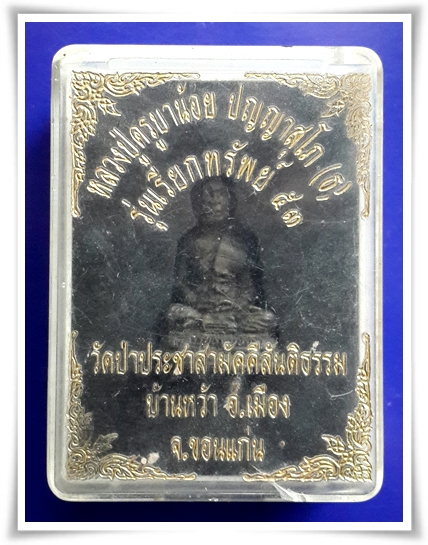 หลวงปู่ครูบาน้อย ปญฺญาสุโภ (ธ)
รุ่นเรียกทรัพย์ ๕๓
วัดป่าประชาสามัคคีสันติธรรม
บ้านหว้า อ.เมือง
จ.ขอนแก่น